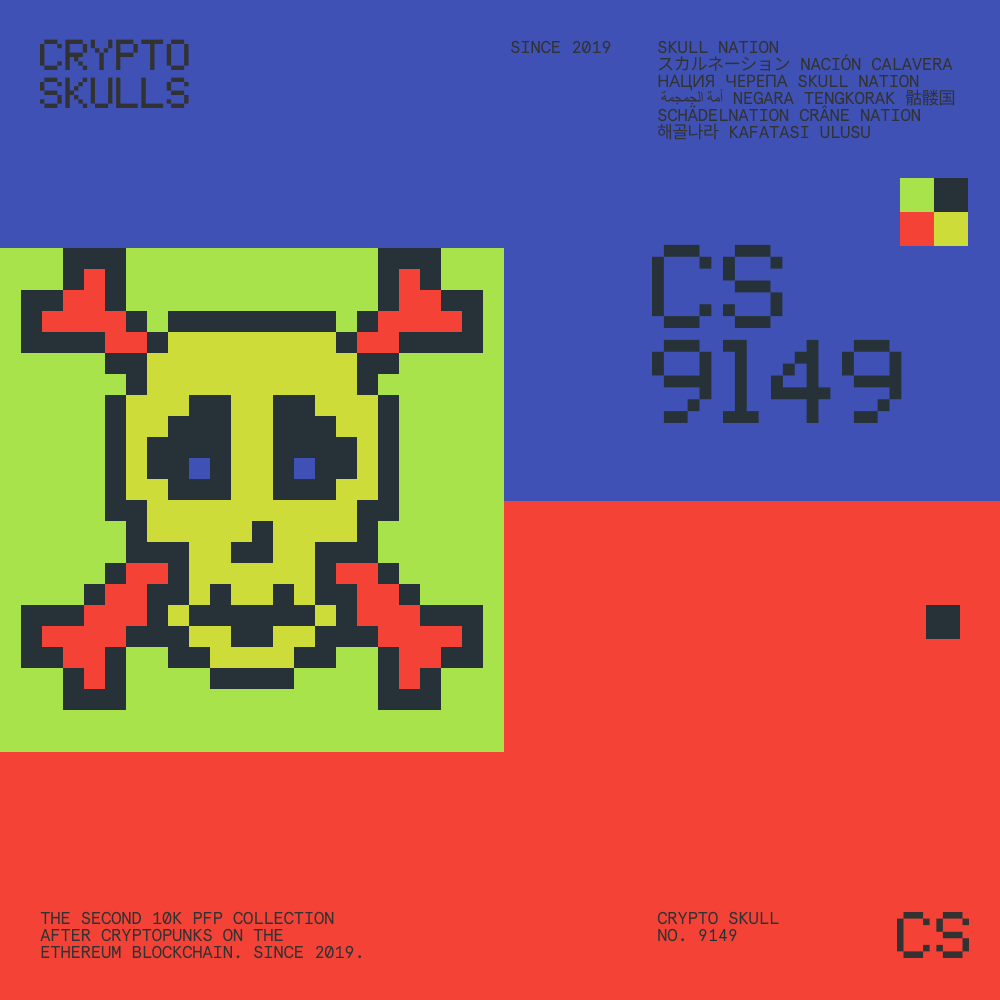 CRYPTO
SKULLS
SINCE 2019
SKULL NATION
スカルネーション NACIÓN CALAVERA
НАЦИЯ ЧЕРЕПА SKULL NATION
أمة الجمجمة NEGARA TENGKORAK 骷髅国
SCHÄDELNATION CRÂNE NATION
해골나라 KAFATASI ULUSU
CS
9149
THE SECOND 10K PFP COLLECTION
AFTER CRYPTOPUNKS ON THE
ETHEREUM BLOCKCHAIN. SINCE 2019.
CRYPTO SKULL
NO. 9149
CS